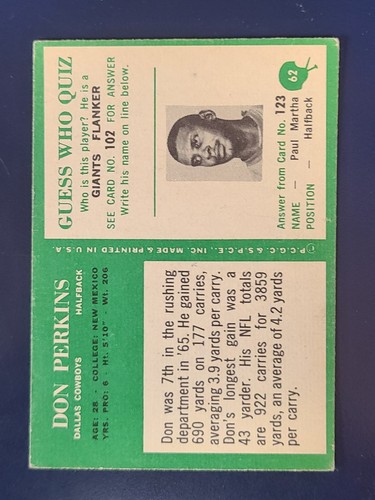 DON PERKINS
DALLAS COWBOYS HALFBACK
AGE: 28 - COLLEGE: NEW MEXICO
YRS. PRO: 6 - Ht. 5'10" - Wt. 206
Don was 7th in the rushing
department in '65. He gained
690 yards on 177 carries,
averaging 3.9 yards per carry.
Don's longest gain was a
43 yarder. His NFL totals
are 922 carries for 3859
yards, an average of 4.2 yards
per carry.
© P.C.G.C. & S.P.C.E., INC. MADE & PRINTED IN U.S.A
GUESS WHO QUIZ
Who is this player? He is a
GIANTS FLANKER
SEE CARD NO. 102 FOR ANSWER
Write his name on line below.
Answer from Card No. 123
NAME — Paul Martha
POSITION — Halfback
62